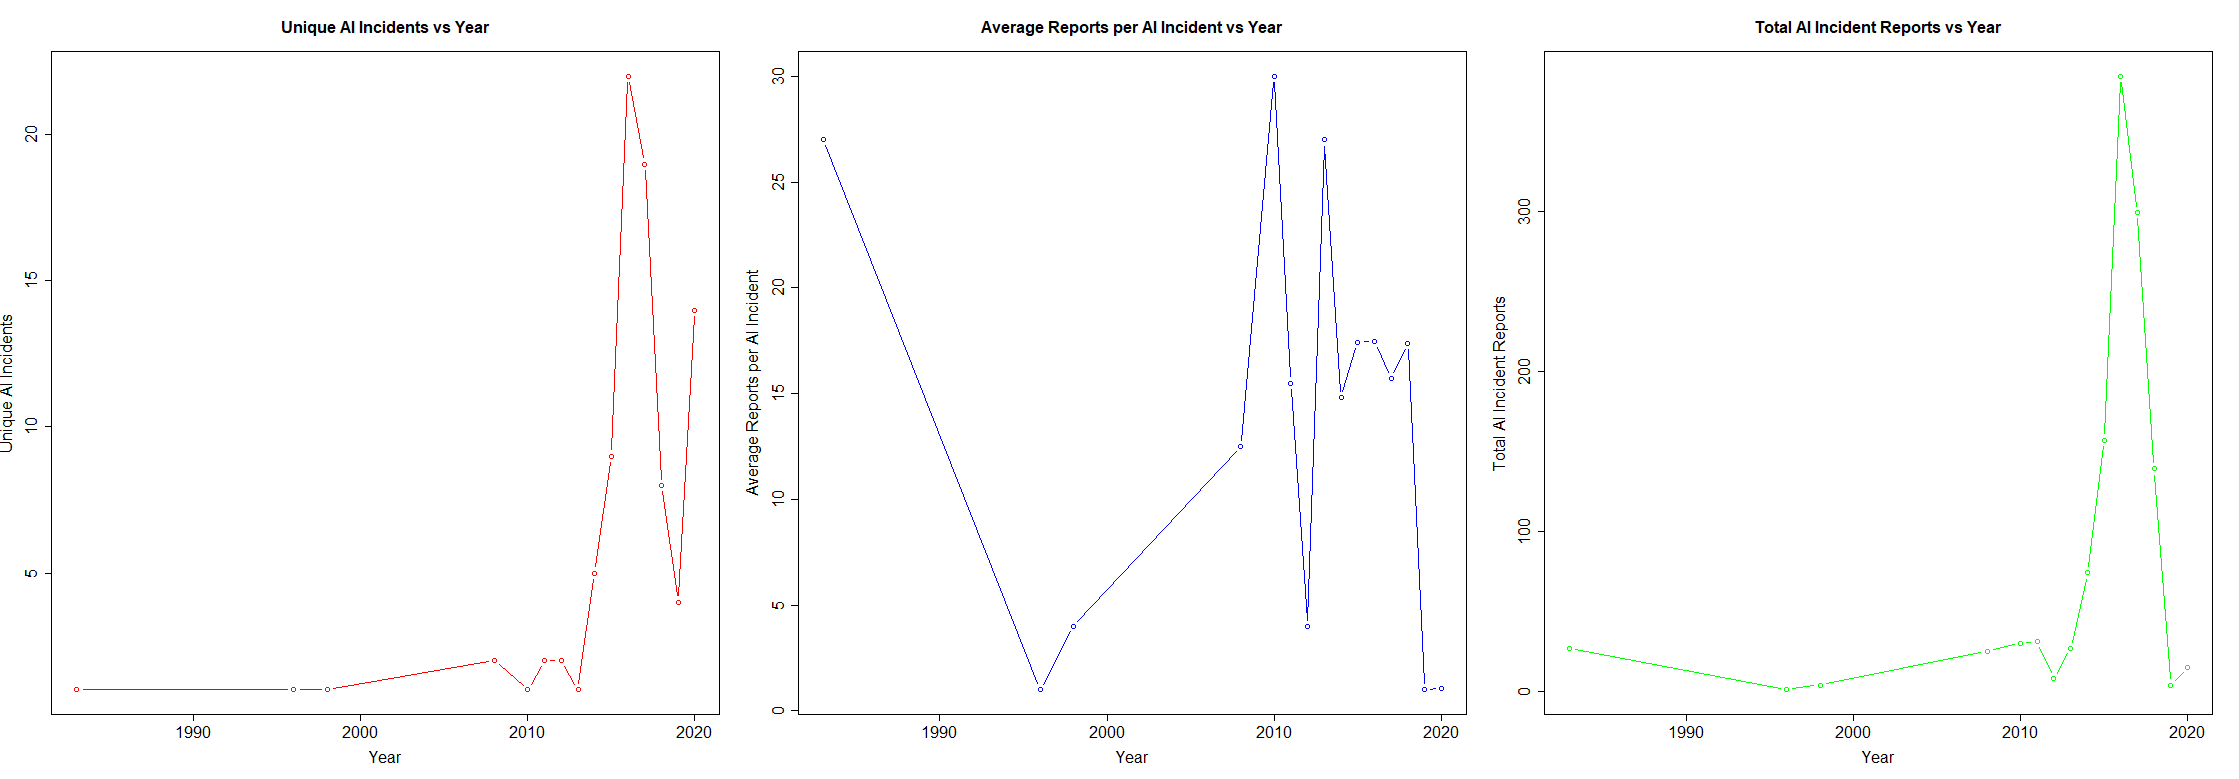 Unique AI Incidents vs Year
Unique AI Incidents
20
15
10
5
1990 2000 2010 2020
Year
Average Reports per AI Incident vs Year
Average Reports per AI Incident
30
25
20
15
10
5
0
1990 2000 2010 2020
Year
Total AI Incident Reports vs Year
Total AI Incident Reports
300
200
100
0
1990 2000 2010 2020
Year